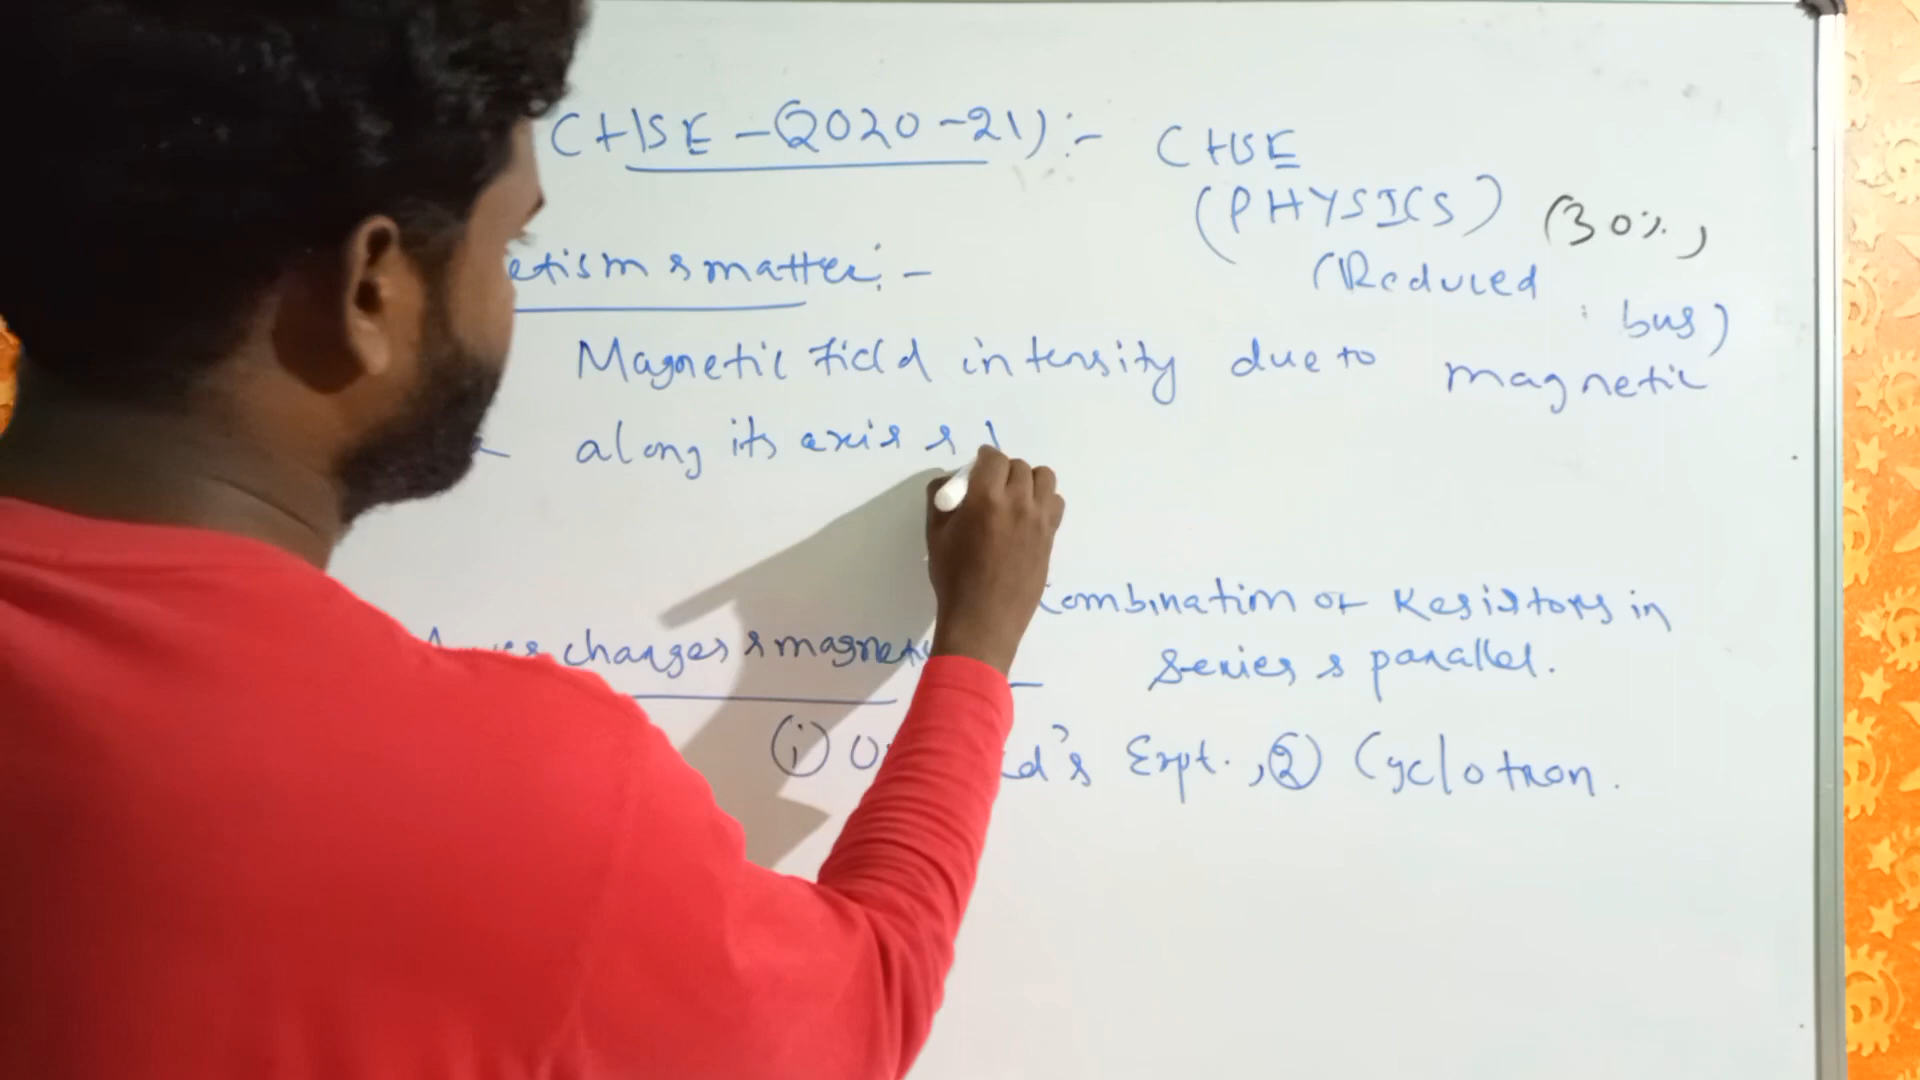 CHSE - (2020-21) :- CHSE
(PHYSICS) (30%)
(Reduced
bus)
etism & matter :-
Magnetic field intensity due to magnetic
along its axis &
Combination of Resistors in
series & parallel.
changes & magnet
(i) O d's Expt., (2) Cyclotron.